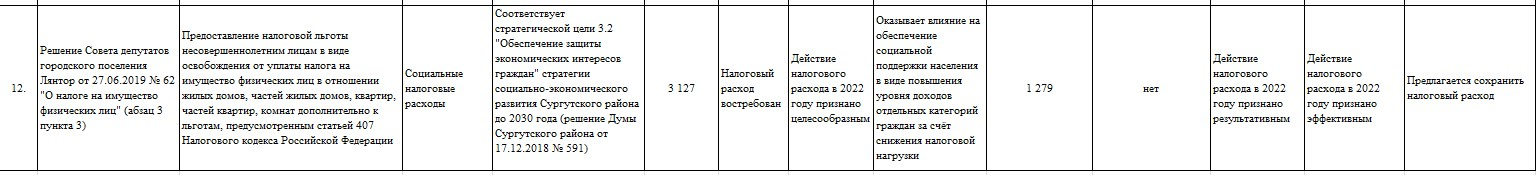 12.
Решение Совета депутатов
городского поселения
Лянтор от 27.06.2019 № 62
"О налоге на имущество
физических лиц" (абзац 3
пункта 3)
Предоставление налоговой льготы
несовершеннолетним лицам в виде
освобождения от уплаты налога на
имущество физических лиц в отношении
жилых домов, частей жилых домов, квартир,
частей квартир, комнат дополнительно к
льготам, предусмотренным статьей 407
Налогового кодекса Российской Федерации
Социальные
налоговые
расходы
Соответствует
стратегической цели 3.2
"Обеспечение защиты
экономических интересов
граждан" стратегии
социально-экономического
развития Сургутского района
до 2030 года (решение Думы
Сургутского района от
17.12.2018 № 591)
3 127
Налоговый
расход
востребован
Действие
налогового
расхода в 2022
году признано
целесообразным
Оказывает влияние на
обеспечение
социальной
поддержки населения
в виде повышения
уровня доходов
отдельных категорий
граждан за счёт
снижения налоговой
нагрузки
1 279
нет
Действие
налогового
расхода в 2022
году признано
результативным
Действие
налогового
расхода в 2022
году признано
эффективным
Предлагается сохранить
налоговый расход